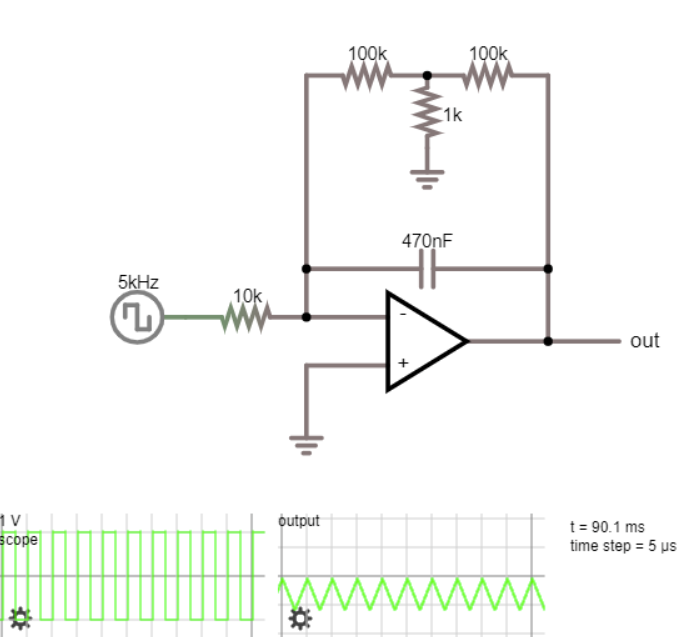 100k
100k
1k
470nF
5kHz
10k
-
+
out
1 V
scope
output
t = 90.1 ms
time step = 5 µs